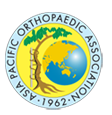 ASIA PACIFIC ORTHOPAEDIC ASSOCIATION
·1962·